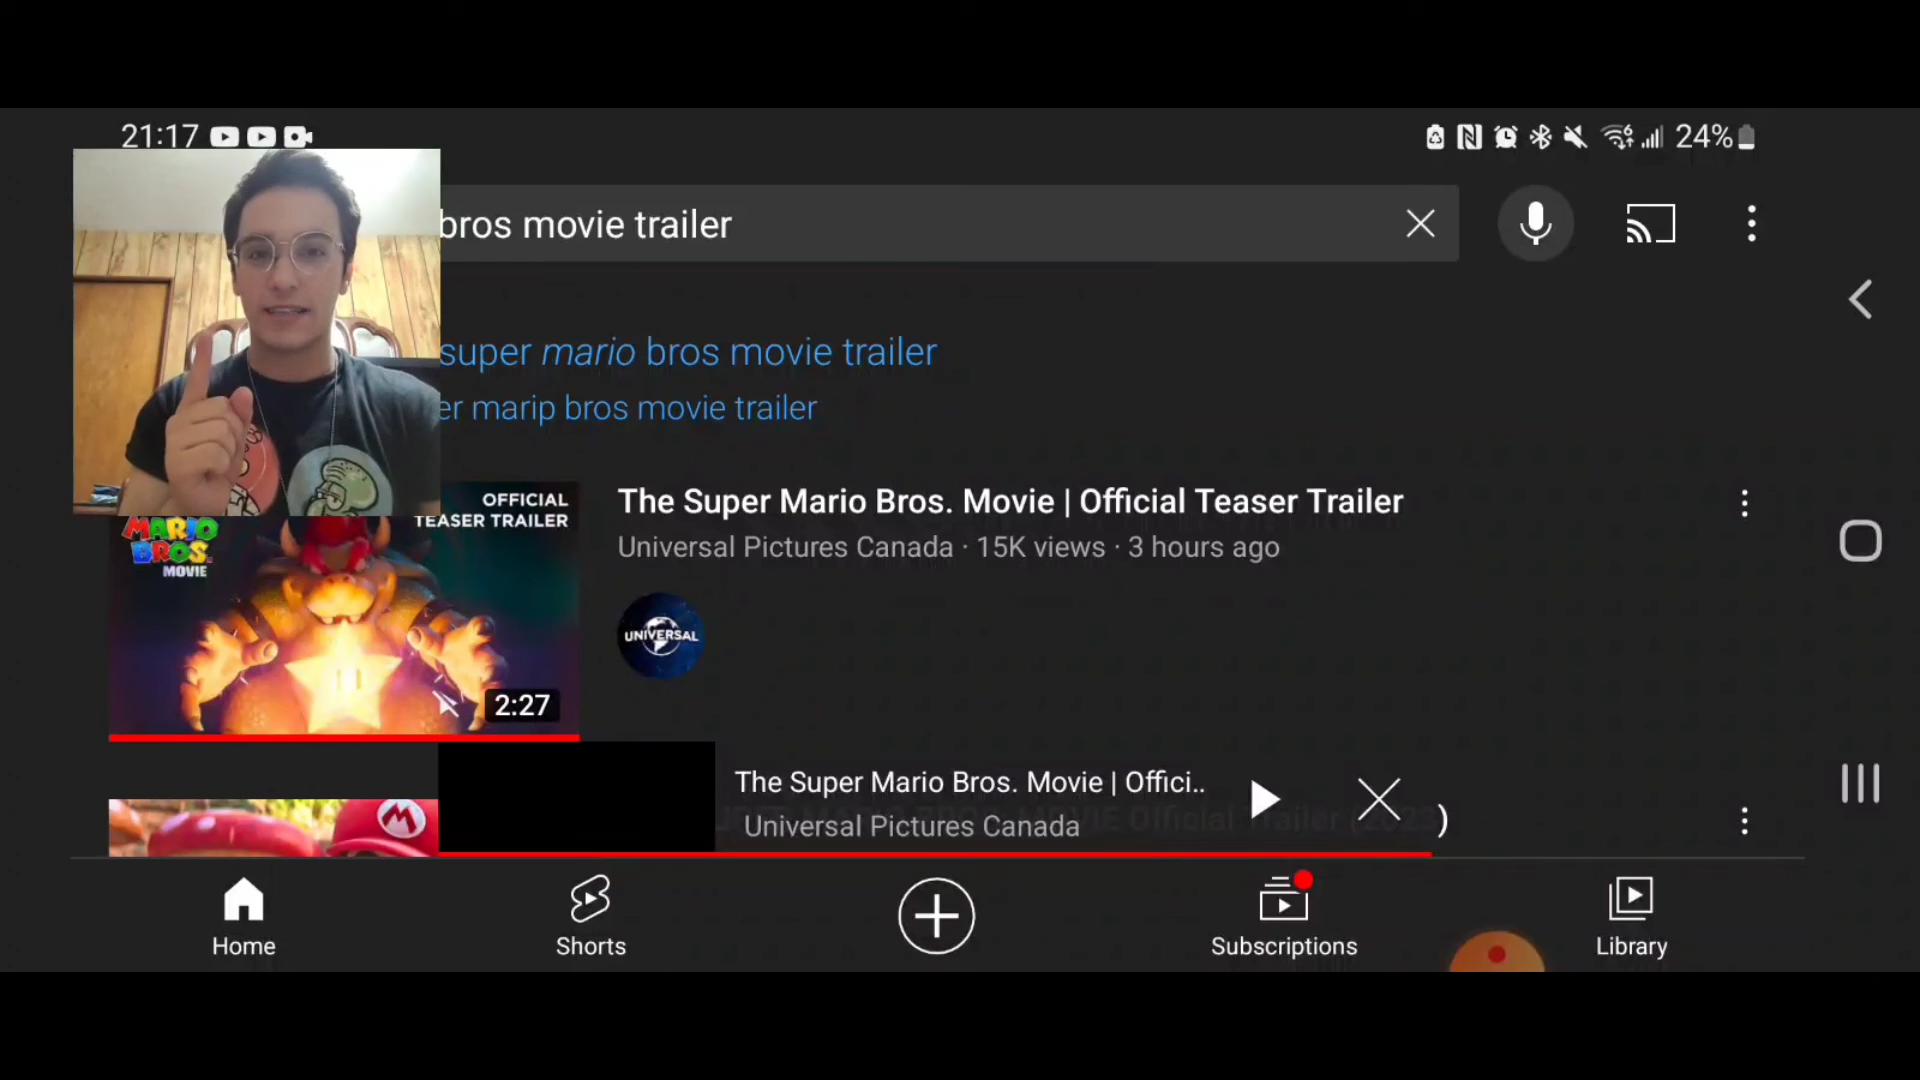 21:17
24%
bros movie trailer
super mario bros movie trailer
er marip bros movie trailer
OFFICIAL
TEASER TRAILER
MARIO
BROS.
MOVIE
2:27
The Super Mario Bros. Movie | Official Teaser Trailer
Universal Pictures Canada · 15K views · 3 hours ago
UNIVERSAL
M
The Super Mario Bros. Movie | Offici..
Universal Pictures Canada
)
Home
Shorts
Subscriptions
Library